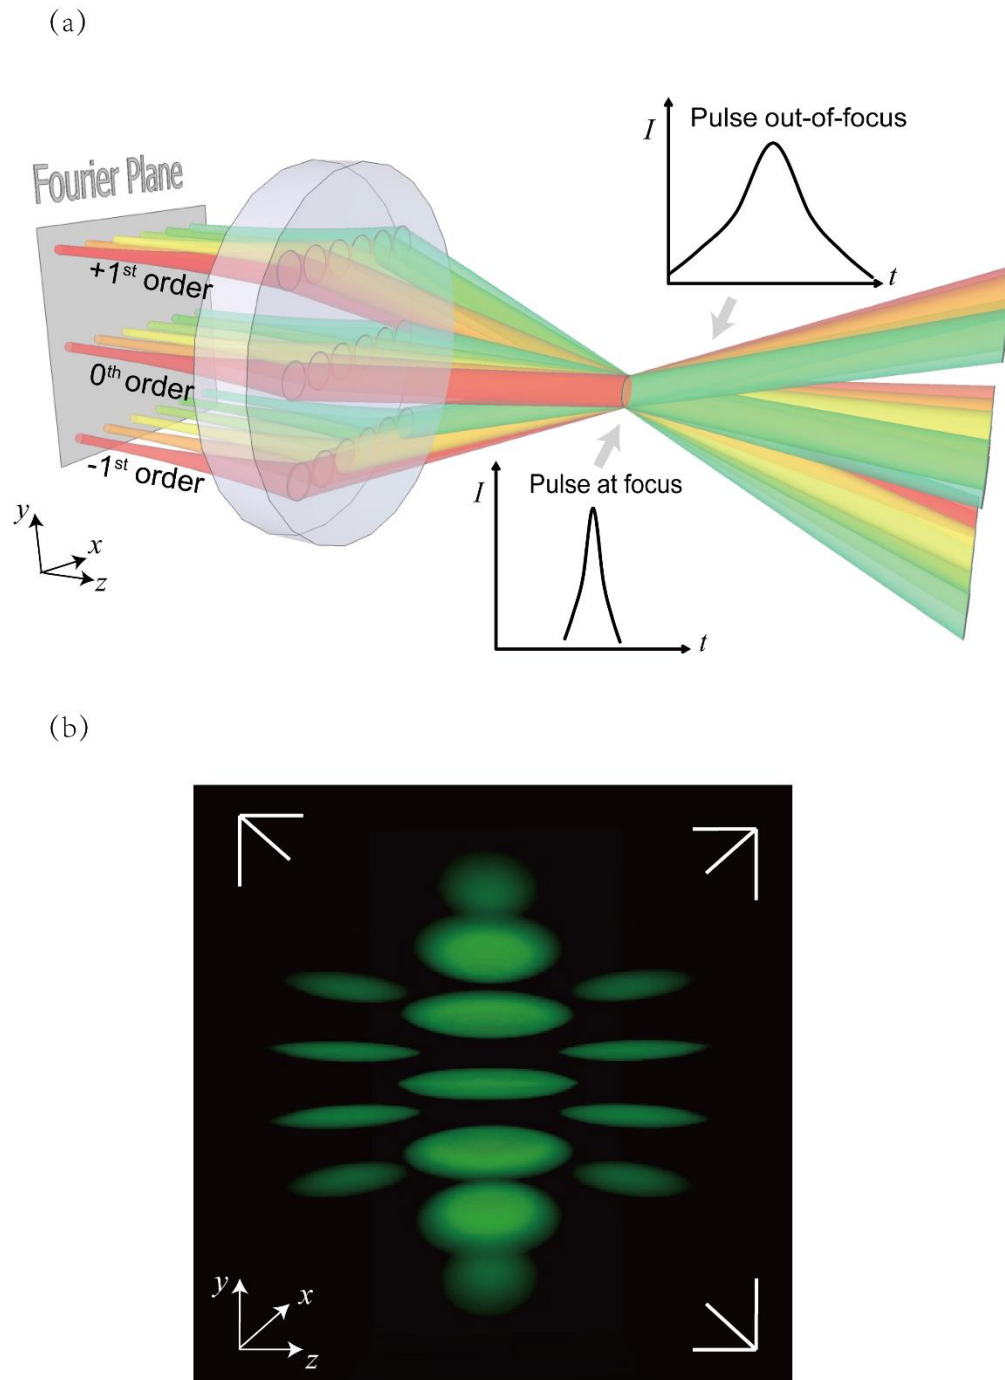 (a)
I
Pulse out-of-focus
t
Fourier Plane
+1st order
0th order
-1st order
I
Pulse at focus
t
y
x
z
(b)
y
x
z